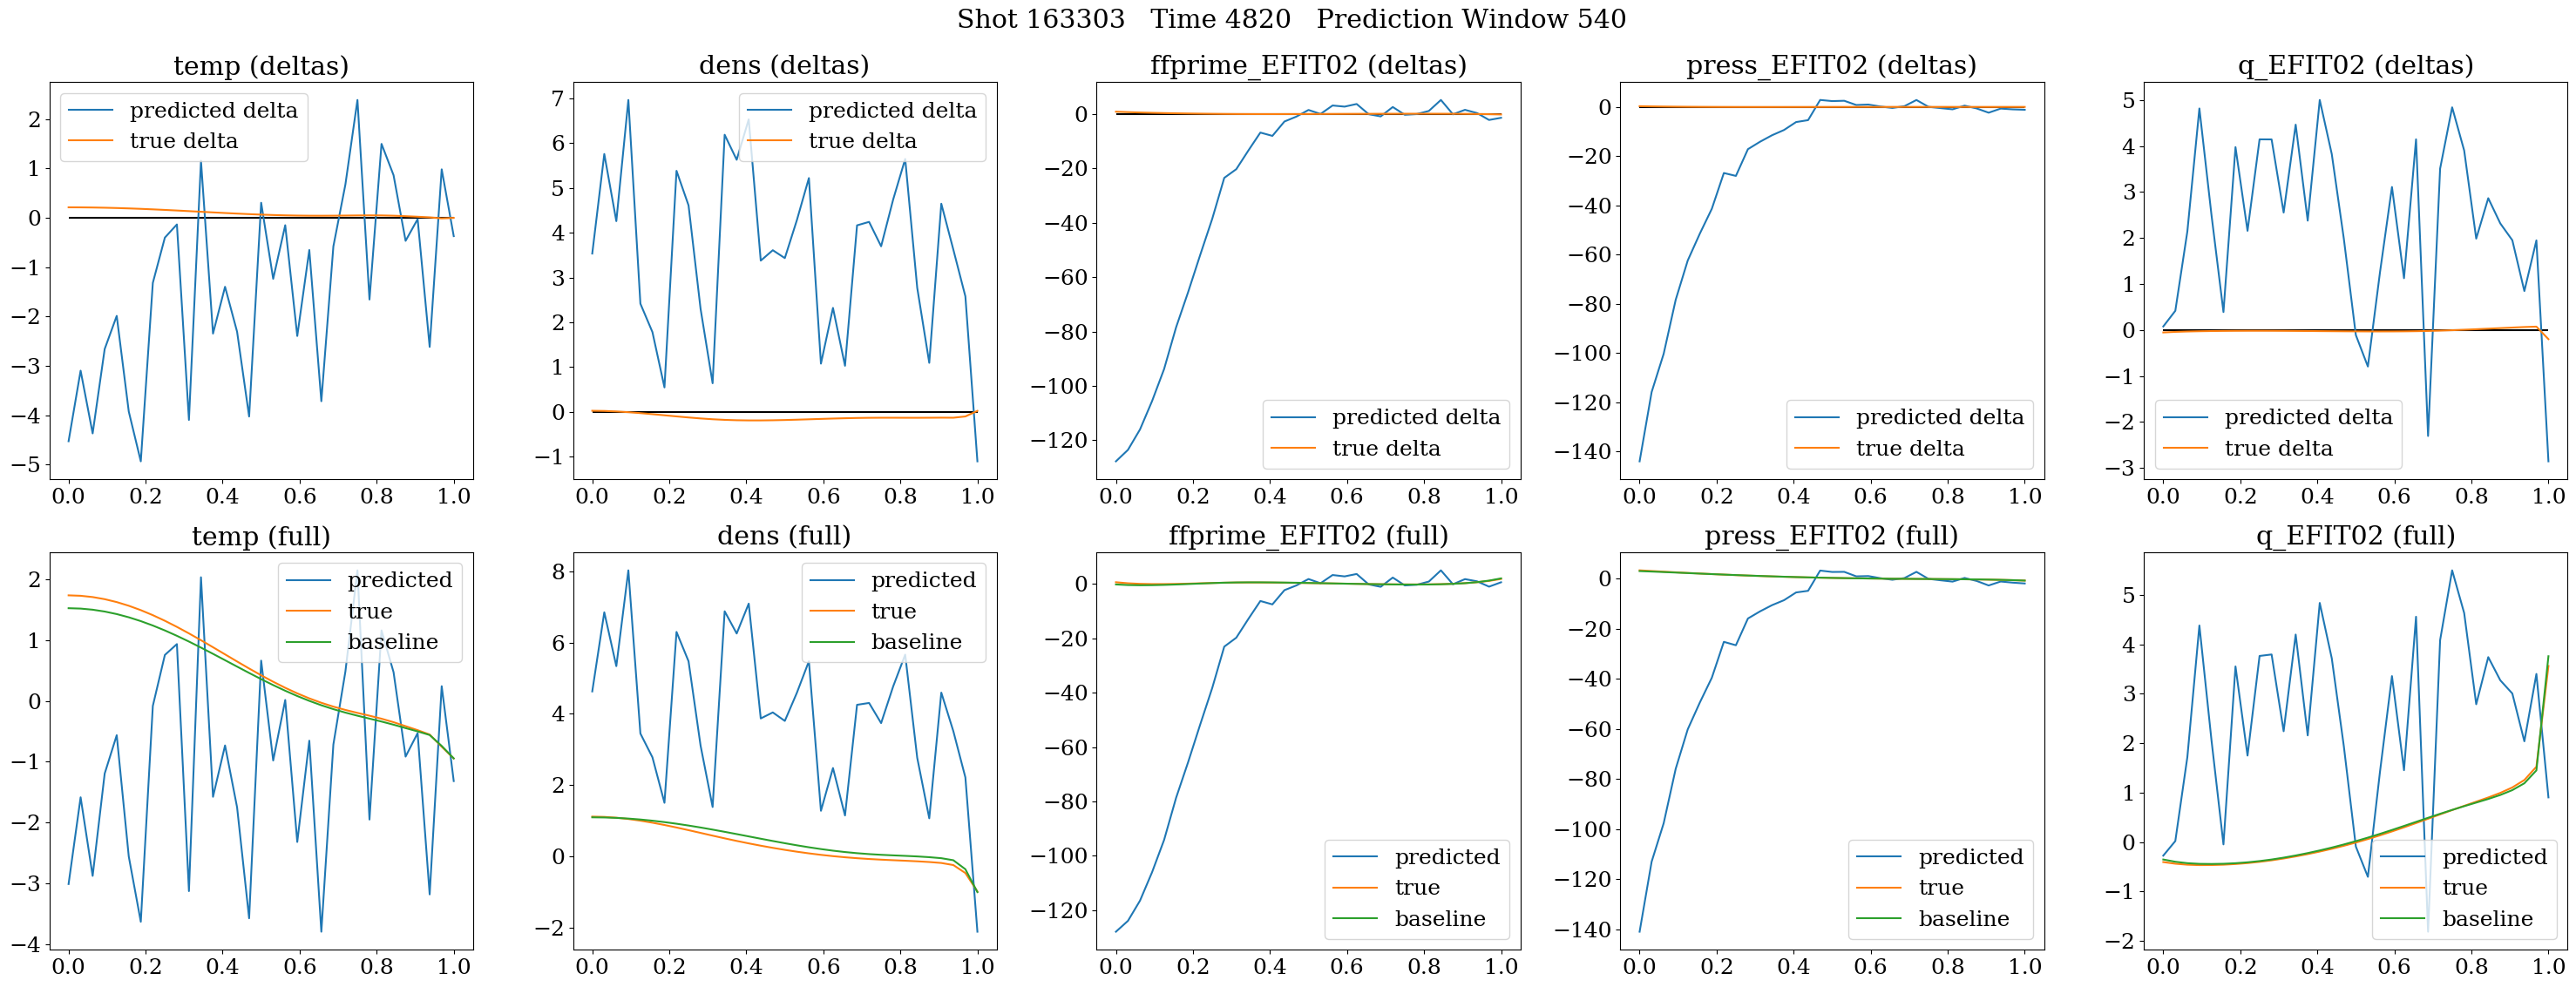 Shot 163303   Time 4820   Prediction Window 540
temp (deltas)
2
1
0
−1
−2
−3
−4
−5
0.0 0.2 0.4 0.6 0.8 1.0
predicted delta
true delta
dens (deltas)
7
6
5
4
3
2
1
0
−1
0.0 0.2 0.4 0.6 0.8 1.0
predicted delta
true delta
ffprime_EFIT02 (deltas)
0
−20
−40
−60
−80
−100
−120
0.0 0.2 0.4 0.6 0.8 1.0
predicted delta
true delta
press_EFIT02 (deltas)
0
−20
−40
−60
−80
−100
−120
−140
0.0 0.2 0.4 0.6 0.8 1.0
predicted delta
true delta
q_EFIT02 (deltas)
5
4
3
2
1
0
−1
−2
−3
0.0 0.2 0.4 0.6 0.8 1.0
predicted delta
true delta
temp (full)
2
1
0
−1
−2
−3
−4
0.0 0.2 0.4 0.6 0.8 1.0
predicted
true
baseline
dens (full)
8
6
4
2
0
−2
0.0 0.2 0.4 0.6 0.8 1.0
predicted
true
baseline
ffprime_EFIT02 (full)
0
−20
−40
−60
−80
−100
−120
0.0 0.2 0.4 0.6 0.8 1.0
predicted
true
baseline
press_EFIT02 (full)
0
−20
−40
−60
−80
−100
−120
−140
0.0 0.2 0.4 0.6 0.8 1.0
predicted
true
baseline
q_EFIT02 (full)
5
4
3
2
1
0
−1
−2
0.0 0.2 0.4 0.6 0.8 1.0
predicted
true
baseline